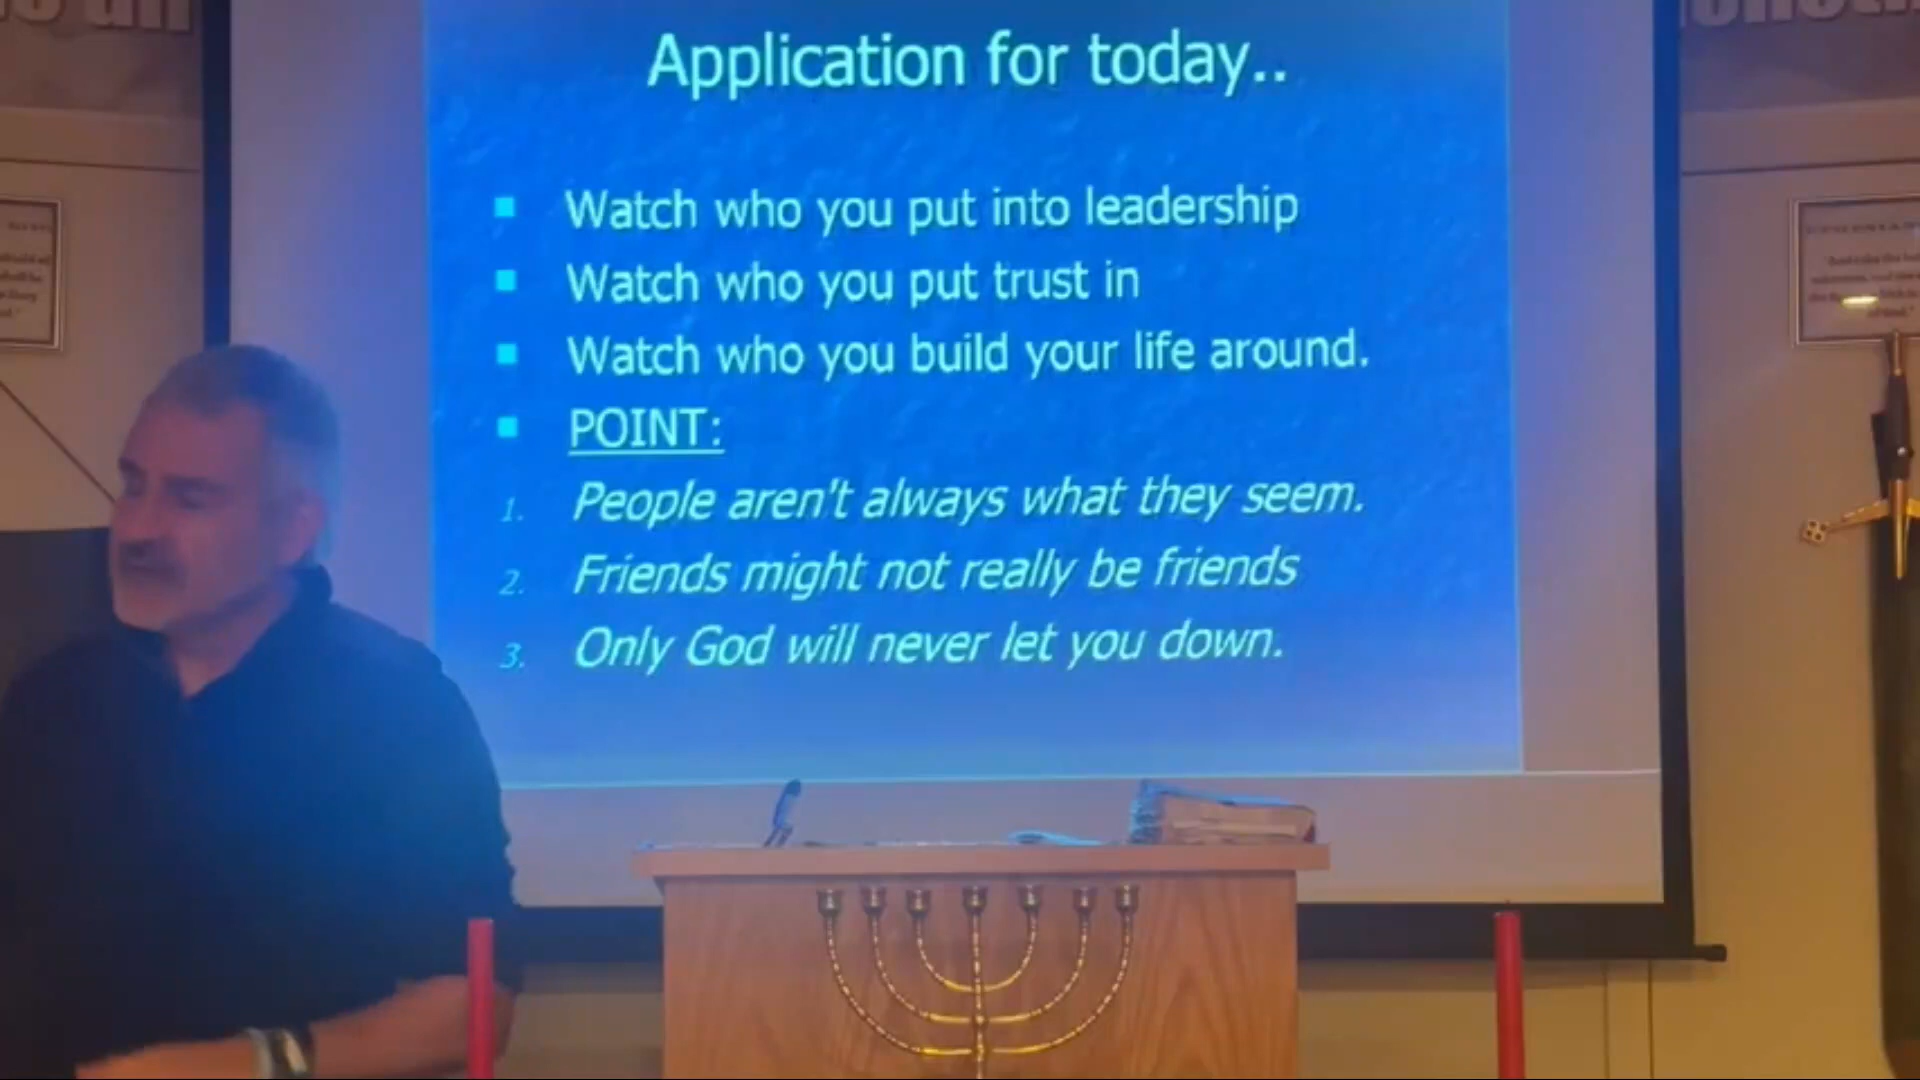 Application for today..
▪ Watch who you put into leadership
▪ Watch who you put trust in
▪ Watch who you build your life around.
▪ POINT:
1. People aren't always what they seem.
2. Friends might not really be friends
3. Only God will never let you down.